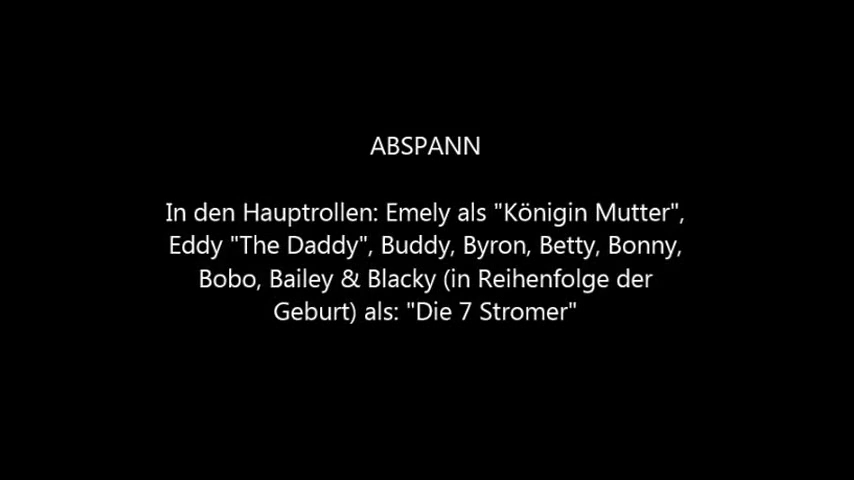 ABSPANN
In den Hauptrollen: Emely als "Königin Mutter",
Eddy "The Daddy", Buddy, Byron, Betty, Bonny,
Bobo, Bailey & Blacky (in Reihenfolge der
Geburt) als: "Die 7 Stromer"